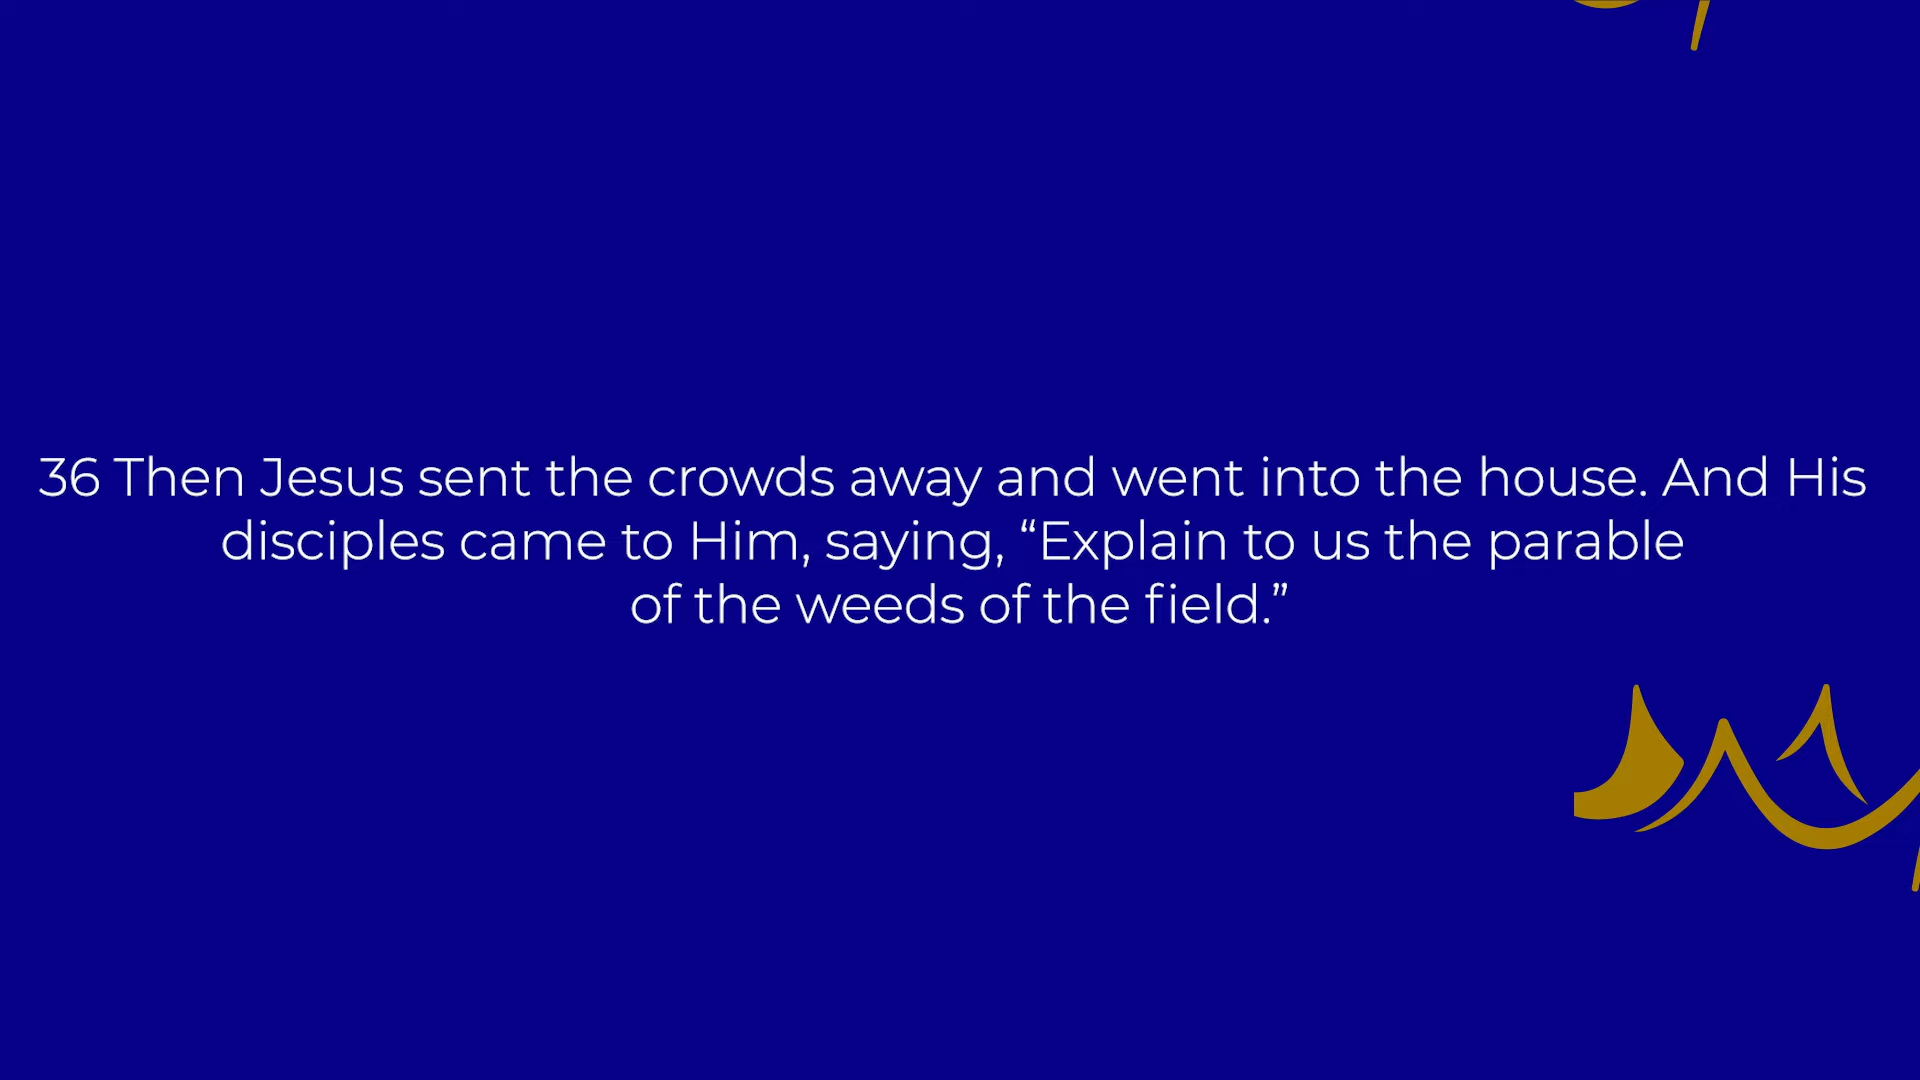 36 Then Jesus sent the crowds away and went into the house. And His
disciples came to Him, saying, “Explain to us the parable
of the weeds of the field.”